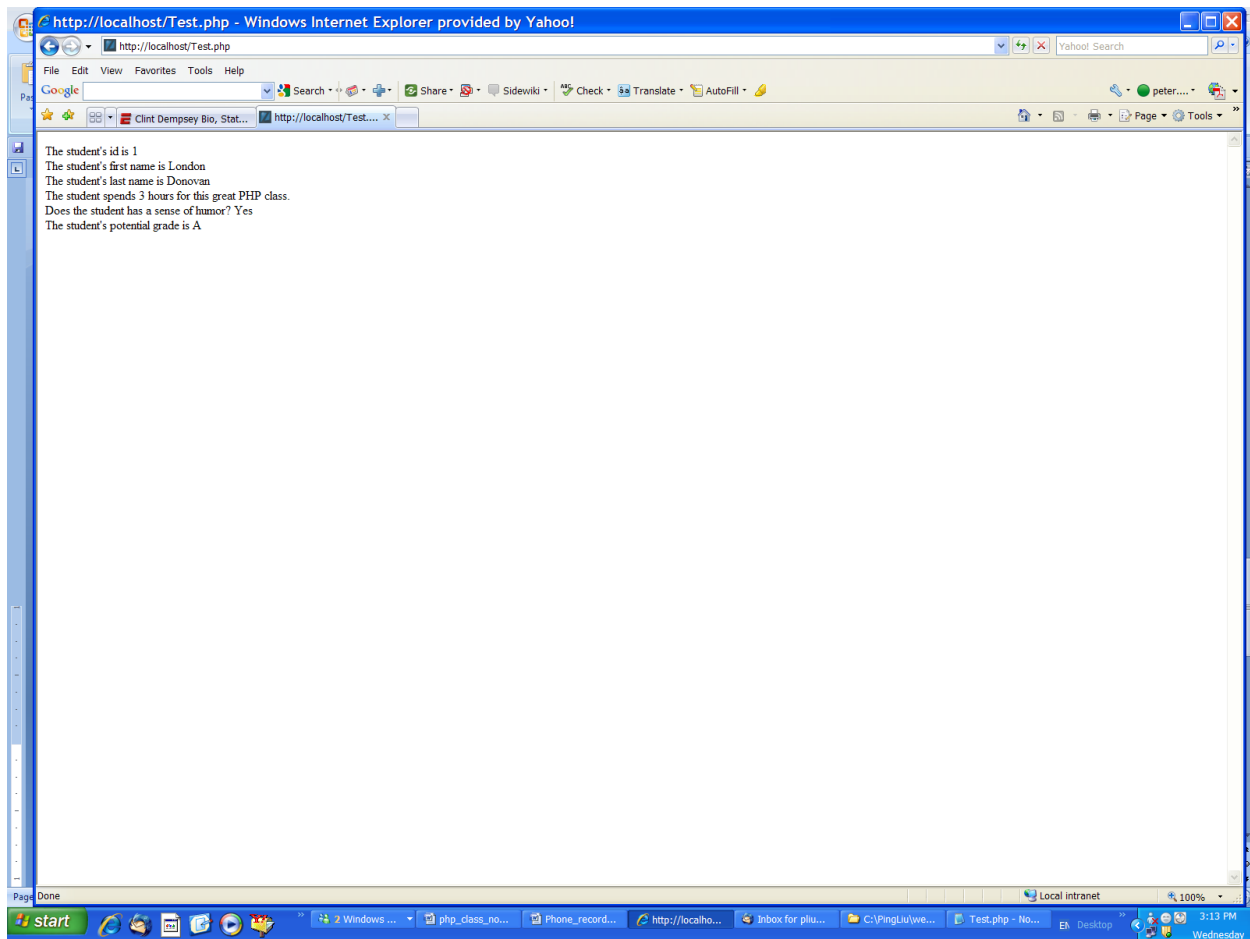 http://localhost/Test.php - Windows Internet Explorer provided by Yahoo!
http://localhost/Test.php
Yahoo! Search
File Edit View Favorites Tools Help
Google
Search
Share
Sidewiki
Check
Translate
AutoFill
peter....
Clint Dempsey Bio, Stat...
http://localhost/Test....
Page
Tools
The student's id is 1
The student's first name is London
The student's last name is Donovan
The student spends 3 hours for this great PHP class.
Does the student has a sense of humor? Yes
The student's potential grade is A
Page
Done
Local intranet
100%
start
2 Windows ...
php_class_no...
Phone_record...
http://localho...
Inbox for pliu...
C:\PingLiu\we...
Test.php - No...
EN
Desktop
3:13 PM
Wednesday